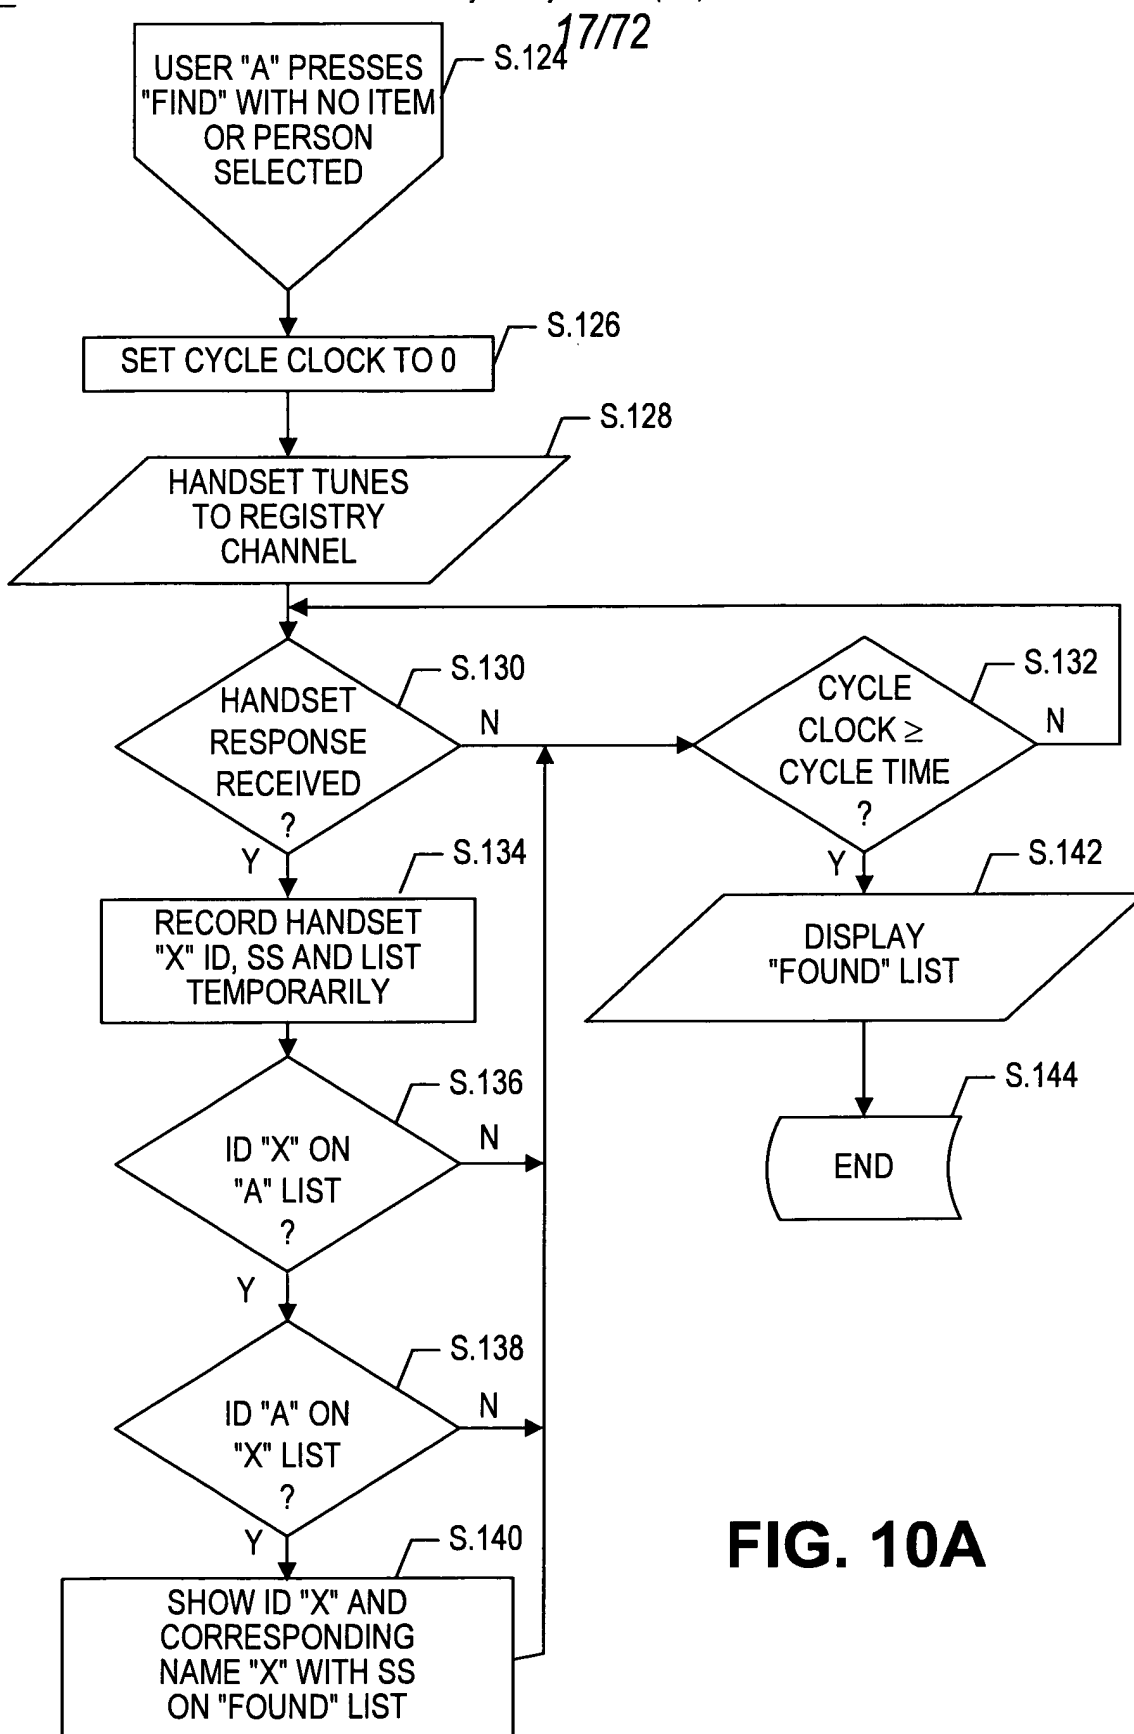 17/72
USER "A" PRESSES
"FIND" WITH NO ITEM
OR PERSON
SELECTED
S.124
SET CYCLE CLOCK TO 0
S.126
HANDSET TUNES
TO REGISTRY
CHANNEL
S.128
HANDSET
RESPONSE
RECEIVED
?
S.130
N
Y
CYCLE
CLOCK ≥
CYCLE TIME
?
S.132
N
Y
RECORD HANDSET
"X" ID, SS AND LIST
TEMPORARILY
S.134
DISPLAY
"FOUND" LIST
S.142
ID "X" ON
"A" LIST
?
S.136
N
Y
END
S.144
ID "A" ON
"X" LIST
?
S.138
N
Y
SHOW ID "X" AND
CORRESPONDING
NAME "X" WITH SS
ON "FOUND" LIST
S.140
FIG. 10A